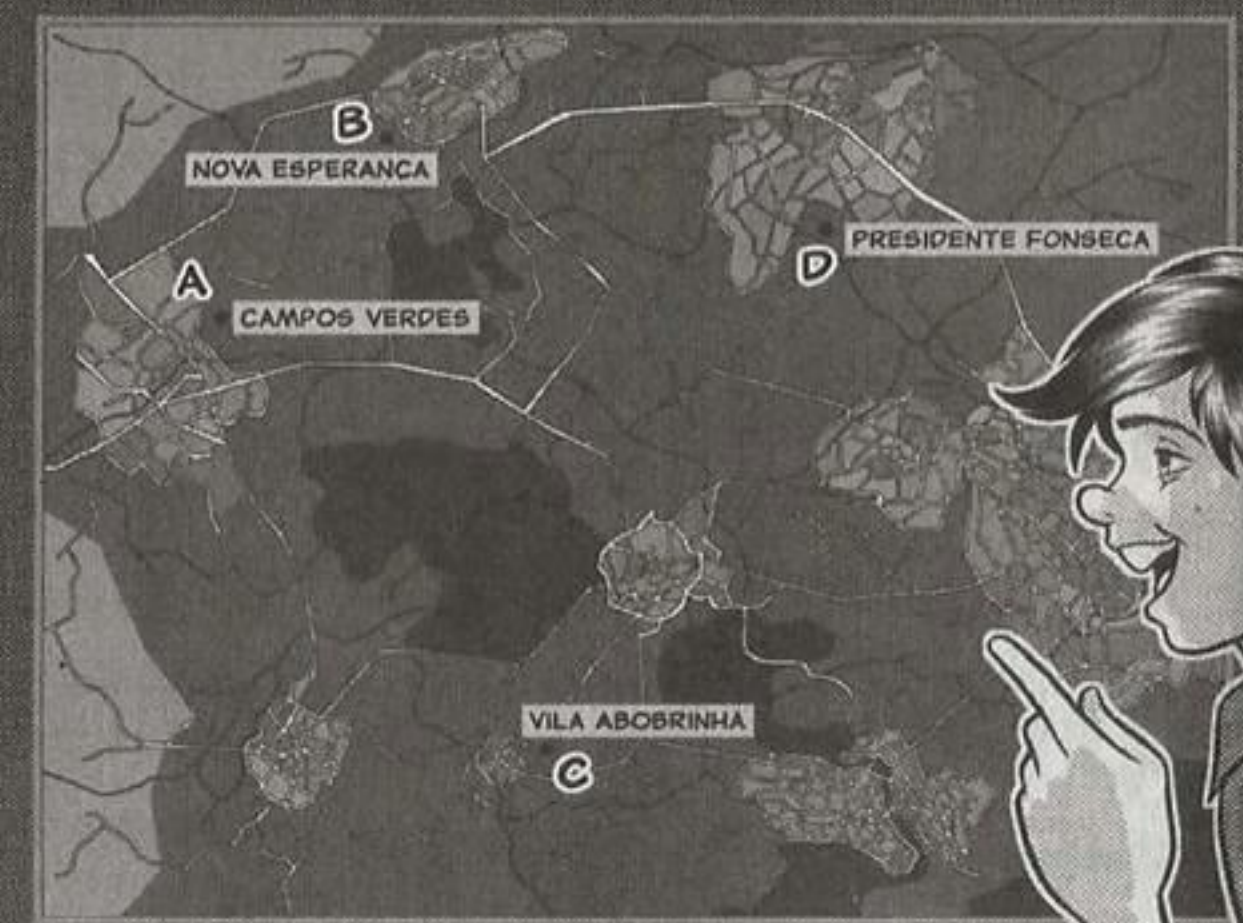 B
NOVA ESPERANCA
A
CAMPOS VERDES
PRESIDENTE FONSECA
D
VILA ABOBRINHA
C